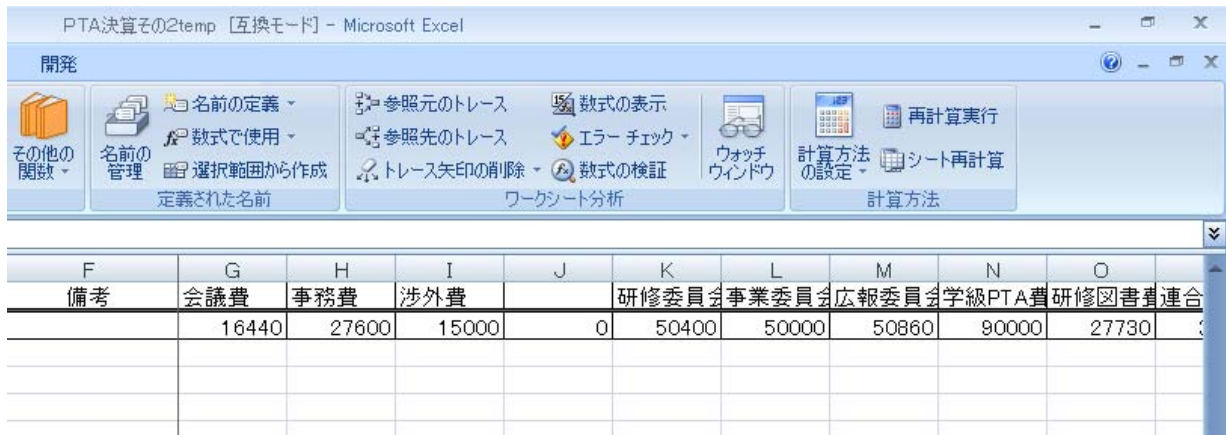 PTA決算その2temp [互換モード] - Microsoft Excel
開発
その他の関数
名前の管理
名前の定義
数式で使用
選択範囲から作成
定義された名前
参照元のトレース
参照先のトレース
トレース矢印の削除
数式の表示
エラー チェック
数式の検証
ウォッチ ウィンドウ
ワークシート分析
計算方法の設定
再計算実行
シート再計算
計算方法
F G H I J K L M N O
備考 会議費 事務費 渉外費 研修委員会 事業委員会 広報委員会 学級PTA費 研修図書費 連合
16440 27600 15000 0 50400 50000 50860 90000 27730